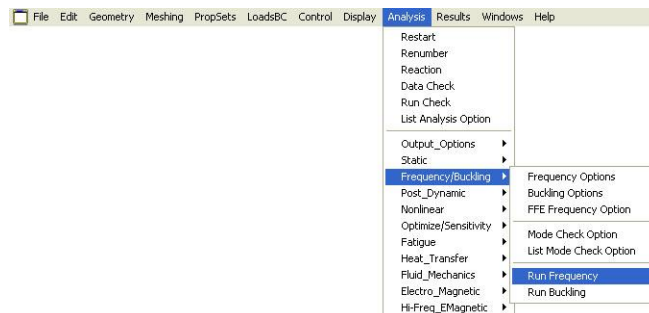 File Edit Geometry Meshing PropSets LoadsBC Control Display Analysis Results Windows Help
Restart
Renumber
Reaction
Data Check
Run Check
List Analysis Option
Output_Options
Static
Frequency/Buckling
Post_Dynamic
Nonlinear
Optimize/Sensitivity
Fatigue
Heat_Transfer
Fluid_Mechanics
Electro_Magnetic
Hi-Freq_EMagnetic
Frequency Options
Buckling Options
FFE Frequency Option
Mode Check Option
List Mode Check Option
Run Frequency
Run Buckling